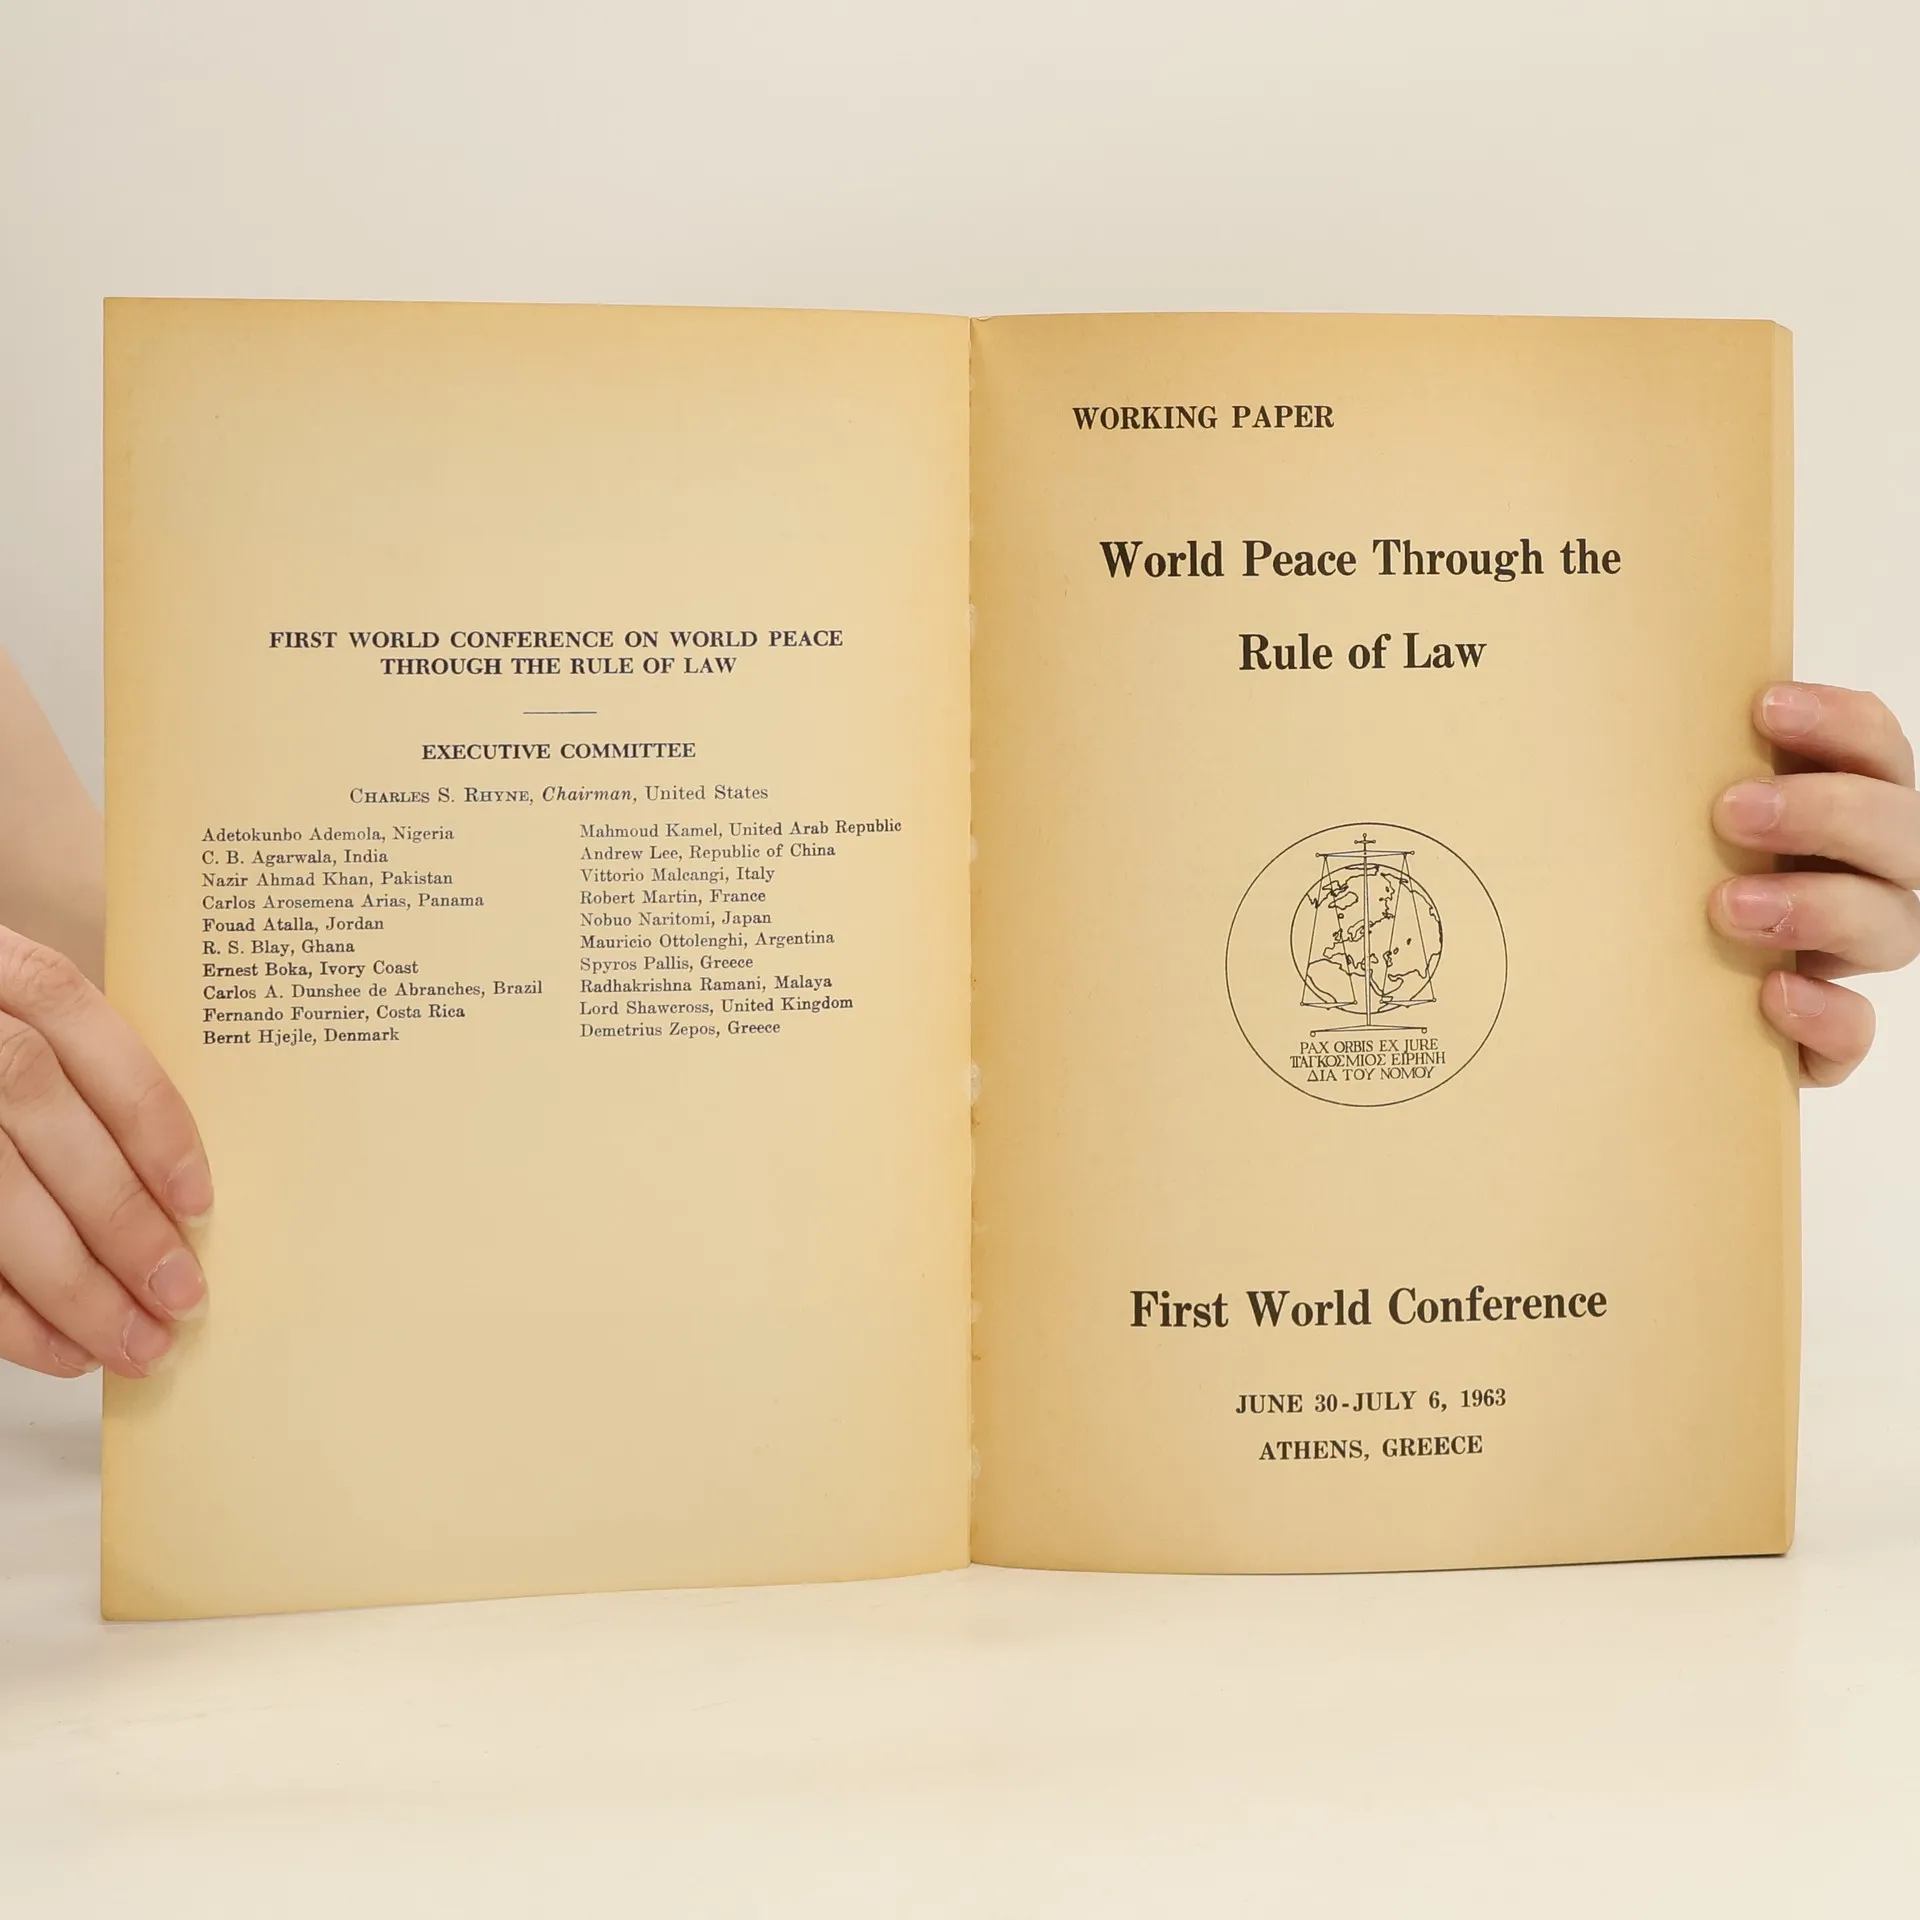 FIRST WORLD CONFERENCE ON WORLD PEACE
THROUGH THE RULE OF LAW
EXECUTIVE COMMITTEE
CHARLES S. RHYNE, Chairman, United States
Adetokunbo Ademola, Nigeria
C. B. Agarwala, India
Nazir Ahmad Khan, Pakistan
Carlos Arosemena Arias, Panama
Fouad Atalla, Jordan
R. S. Blay, Ghana
Ernest Boka, Ivory Coast
Carlos A. Dunshee de Abranches, Brazil
Fernando Fournier, Costa Rica
Bernt Hjejle, Denmark
Mahmoud Kamel, United Arab Republic
Andrew Lee, Republic of China
Vittorio Malcangi, Italy
Robert Martin, France
Nobuo Naritomi, Japan
Mauricio Ottolenghi, Argentina
Spyros Pallis, Greece
Radhakrishna Ramani, Malaya
Lord Shawcross, United Kingdom
Demetrius Zepos, Greece
WORKING PAPER
World Peace Through the
Rule of Law
PAX ORBIS EX JURE
ΠΑΓΚΟΣΜΙΟΣ ΕΙΡΗΝΗ
ΔΙΑ ΤΟΥ ΝΟΜΟΥ
First World Conference
JUNE 30-JULY 6, 1963
ATHENS, GREECE